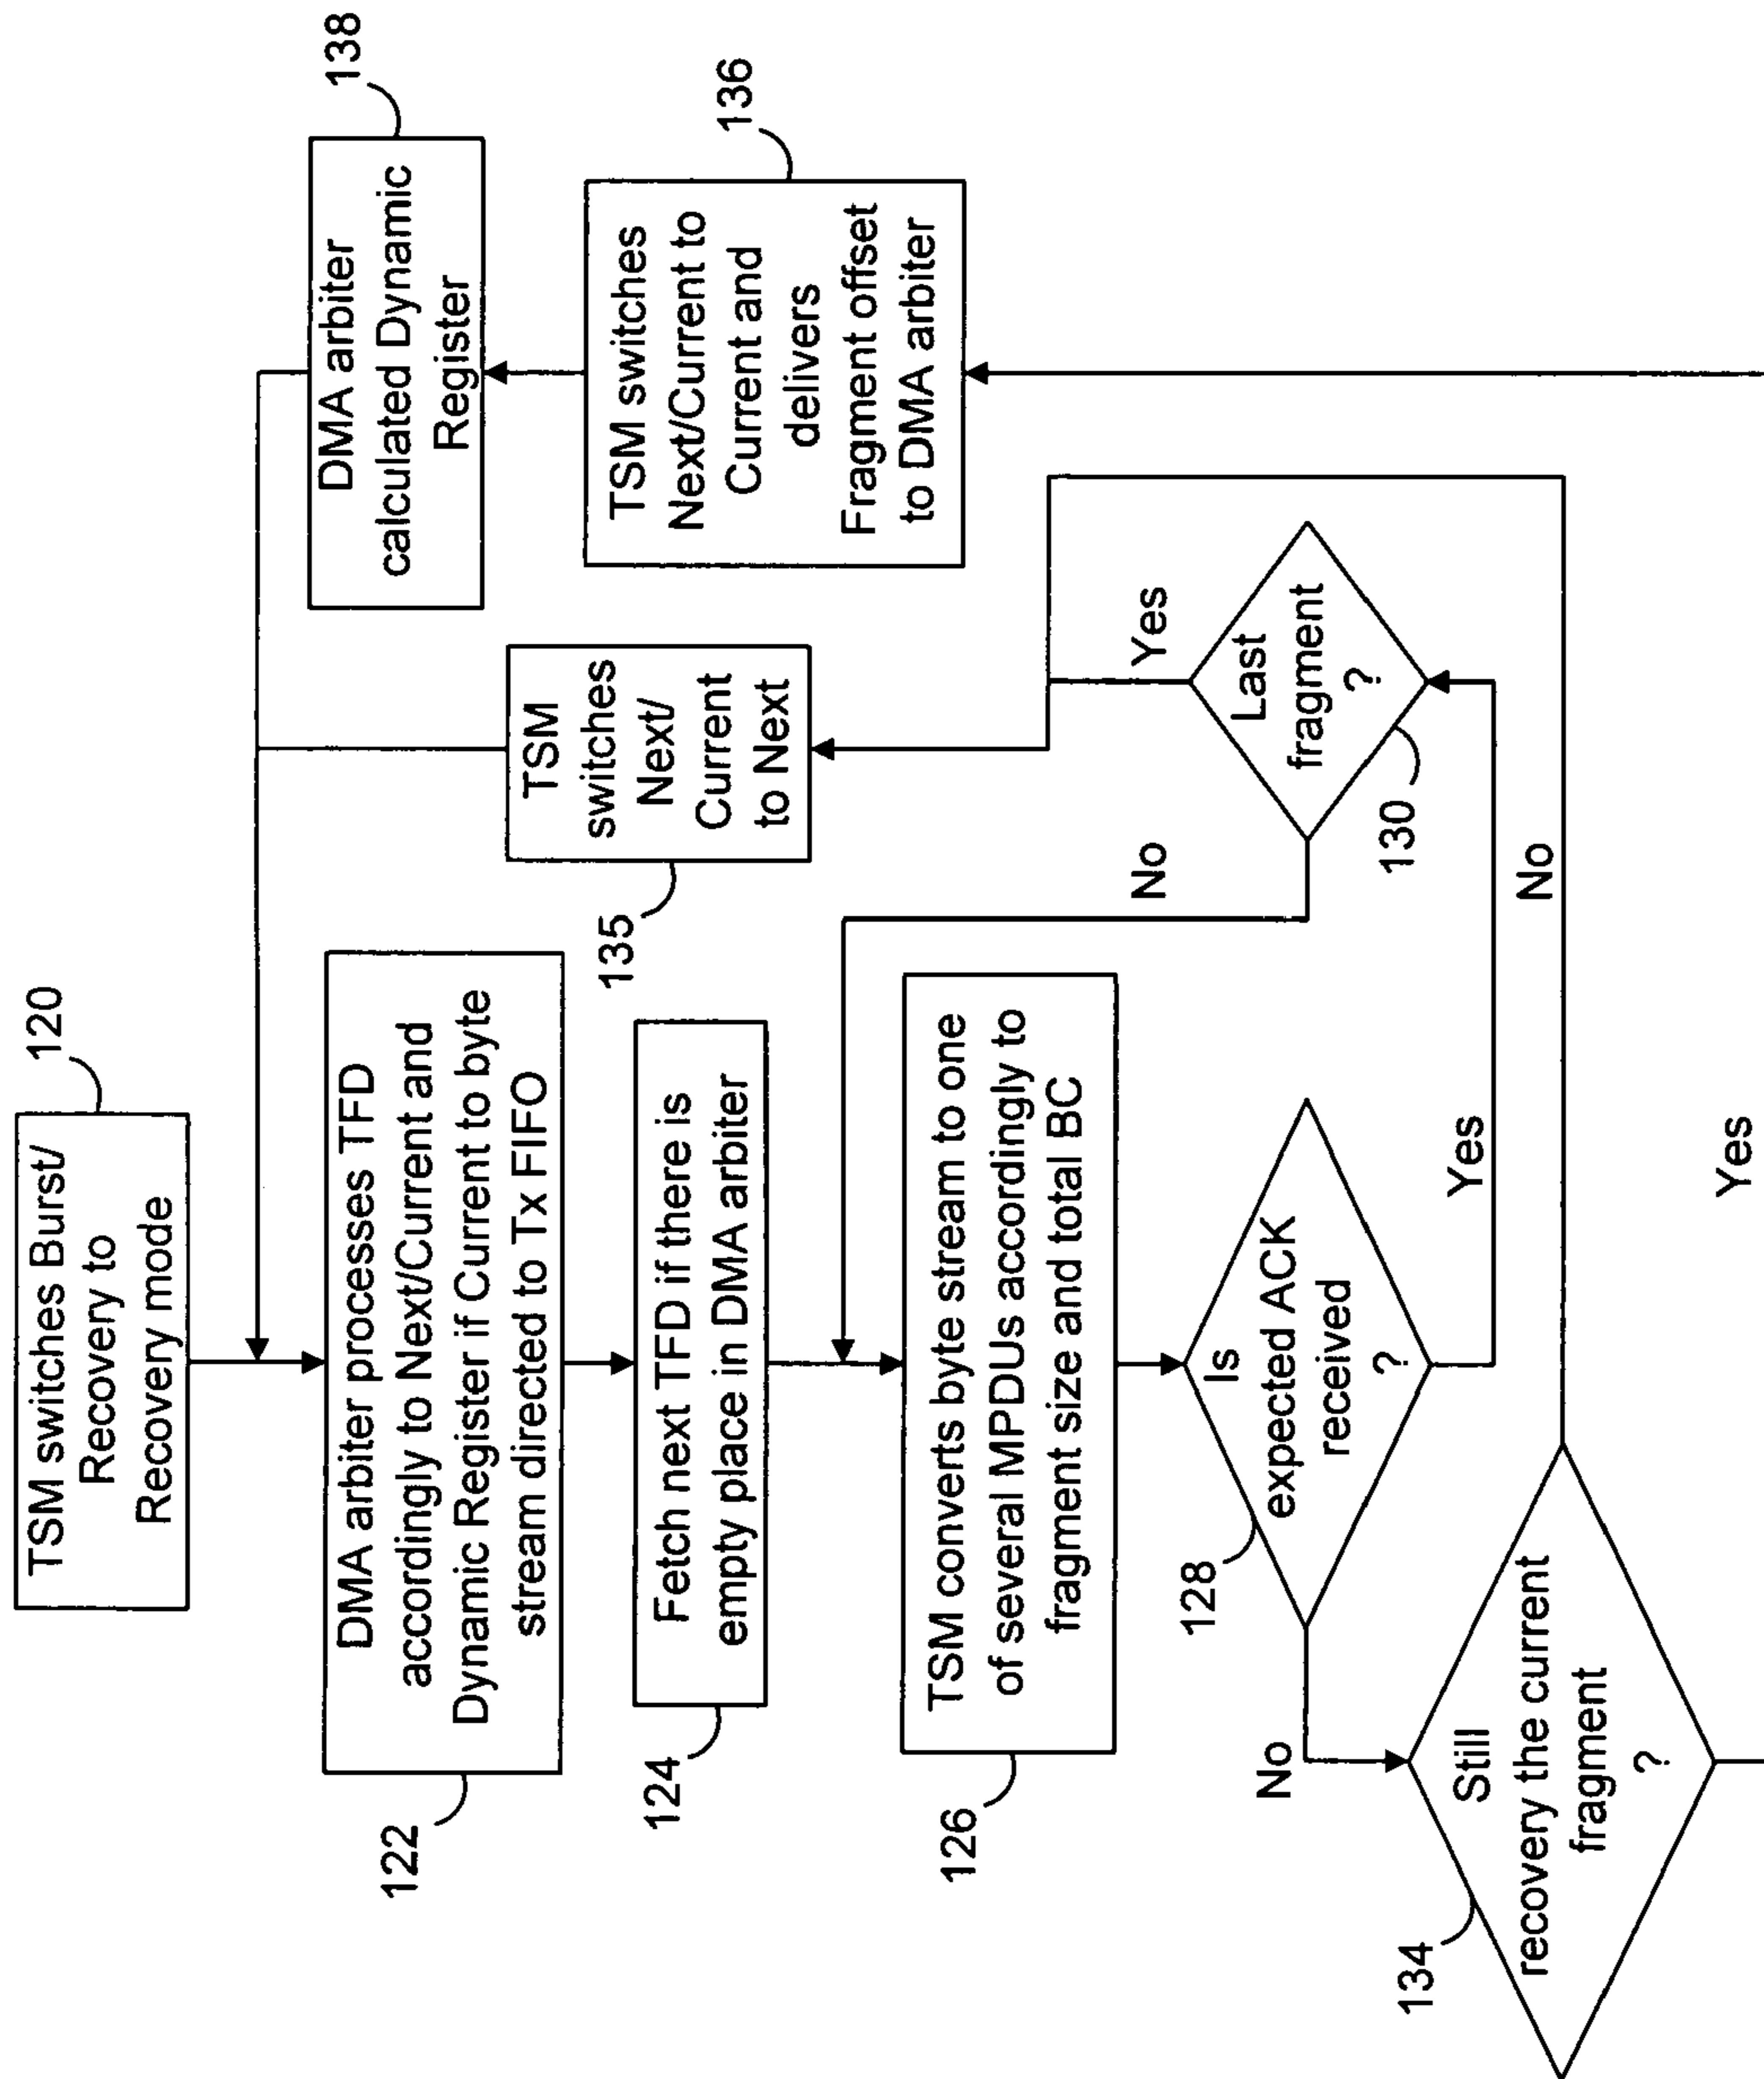 TSM switches Burst/
Recovery to
Recovery mode
120
DMA arbiter processes TFD
accordingly to Next/Current and
Dynamic Register if Current to byte
stream directed to Tx FIFO
122
Fetch next TFD if there is
empty place in DMA arbiter
124
TSM converts byte stream to one
of several MPDUs accordingly to
fragment size and total BC
126
Is
expected ACK
received
?
128
No
Yes
Still
recovery the current
fragment
?
134
No
Yes
Last
fragment
?
130
No
Yes
TSM
switches
Next/
Current
to Next
135
TSM switches
Next/Current to
Current and
delivers
Fragment offset
to DMA arbiter
136
DMA arbiter
calculated Dynamic
Register
138